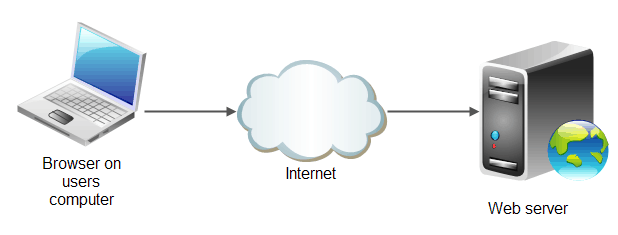 Browser on
users
computer
Internet
Web server